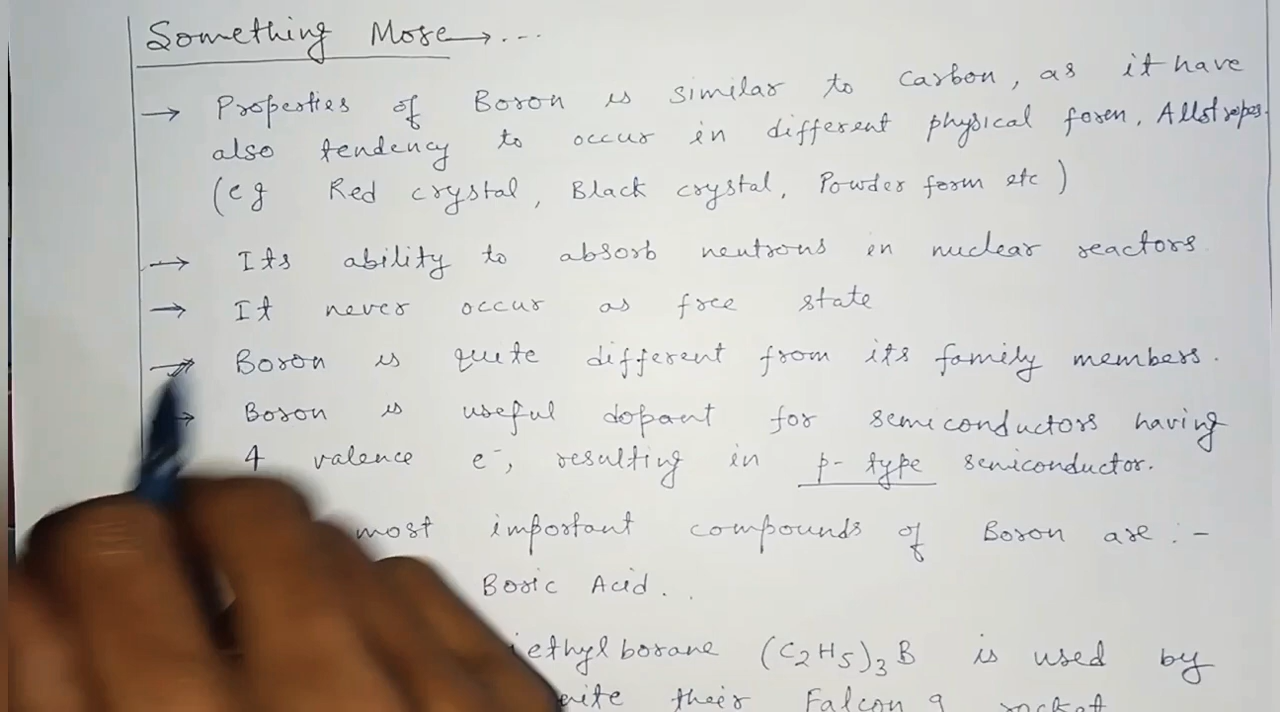 Something More → ...
→ Properties of Boron is similar to Carbon, as it have
also tendency to occur in different physical form, Allotropes.
(eg Red crystal, Black crystal, Powder form etc)
→ Its ability to absorb neutrons in nuclear reactors
→ It never occur as free state
→ Boron is quite different from its family members.
→ Boron is useful dopant for semiconductors having
4 valence e⁻, resulting in p-type semiconductor.
most important compounds of Boron are :-
Boric Acid..
iethylborane (C2H5)3B is used by
their Falcon 9 rocket